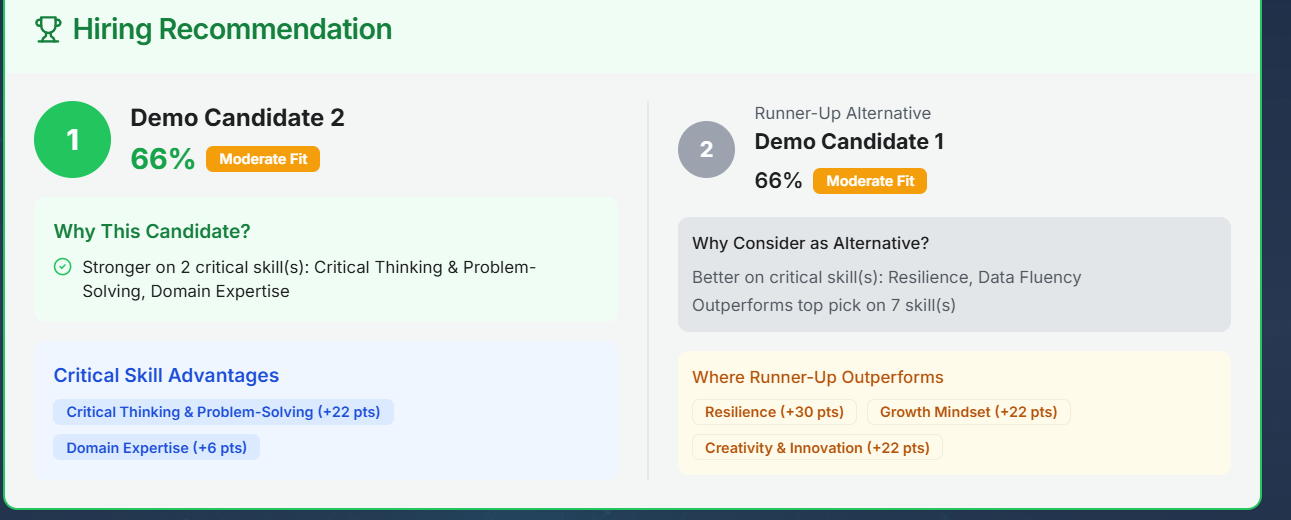 Hiring Recommendation
1
Demo Candidate 2
66% Moderate Fit
Why This Candidate?
Stronger on 2 critical skill(s): Critical Thinking & Problem-
Solving, Domain Expertise
Critical Skill Advantages
Critical Thinking & Problem-Solving (+22 pts)
Domain Expertise (+6 pts)
2
Runner-Up Alternative
Demo Candidate 1
66% Moderate Fit
Why Consider as Alternative?
Better on critical skill(s): Resilience, Data Fluency
Outperforms top pick on 7 skill(s)
Where Runner-Up Outperforms
Resilience (+30 pts) Growth Mindset (+22 pts)
Creativity & Innovation (+22 pts)